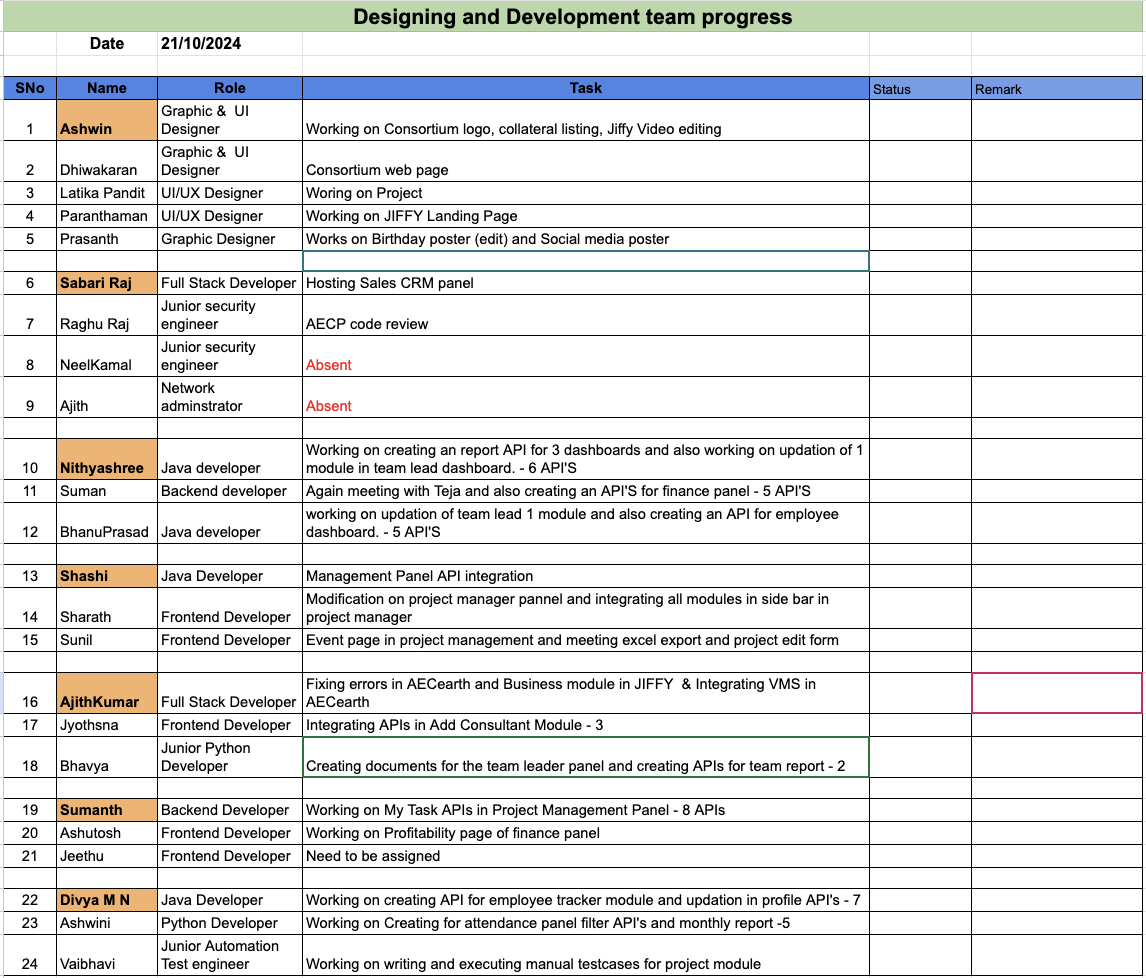 Designing and Development team progress
Date 21/10/2024
SNo Name Role Task Status Remark
1 Ashwin Graphic & UI Designer Working on Consortium logo, collateral listing, Jiffy Video editing
2 Dhiwakaran Graphic & UI Designer Consortium web page
3 Latika Pandit UI/UX Designer Woring on Project
4 Paranthaman UI/UX Designer Working on JIFFY Landing Page
5 Prasanth Graphic Designer Works on Birthday poster (edit) and Social media poster
6 Sabari Raj Full Stack Developer Hosting Sales CRM panel
7 Raghu Raj Junior security engineer AECP code review
8 NeelKamal Junior security engineer Absent
9 Ajith Network adminstrator Absent
10 Nithyashree Java developer Working on creating an report API for 3 dashboards and also working on updation of 1 module in team lead dashboard. - 6 API'S
11 Suman Backend developer Again meeting with Teja and also creating an API'S for finance panel - 5 API'S
12 BhanuPrasad Java developer working on updation of team lead 1 module and also creating an API for employee dashboard. - 5 API'S
13 Shashi Java Developer Management Panel API integration
14 Sharath Frontend Developer Modification on project manager pannel and integrating all modules in side bar in project manager
15 Sunil Frontend Developer Event page in project management and meeting excel export and project edit form
16 AjithKumar Full Stack Developer Fixing errors in AECearth and Business module in JIFFY & Integrating VMS in AECearth
17 Jyothsna Frontend Developer Integrating APIs in Add Consultant Module - 3
18 Bhavya Junior Python Developer Creating documents for the team leader panel and creating APIs for team report - 2
19 Sumanth Backend Developer Working on My Task APIs in Project Management Panel - 8 APIs
20 Ashutosh Frontend Developer Working on Profitability page of finance panel
21 Jeethu Frontend Developer Need to be assigned
22 Divya M N Java Developer Working on creating API for employee tracker module and updation in profile API's - 7
23 Ashwini Python Developer Working on Creating for attendance panel filter API's and monthly report -5
24 Vaibhavi Junior Automation Test engineer Working on writing and executing manual testcases for project module